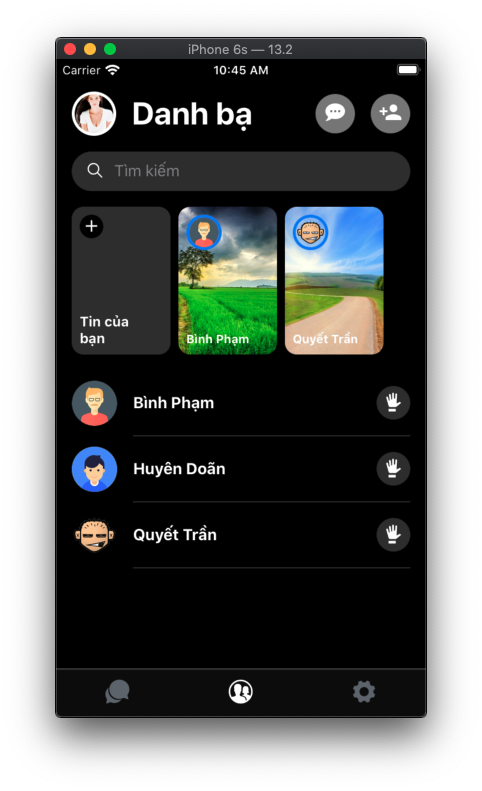 iPhone 6s — 13.2
Carrier 10:45 AM
Danh bạ
Tìm kiếm
Tin của
bạn
Bình Phạm
Quyết Trần
Bình Phạm
Huyên Doãn
Quyết Trần